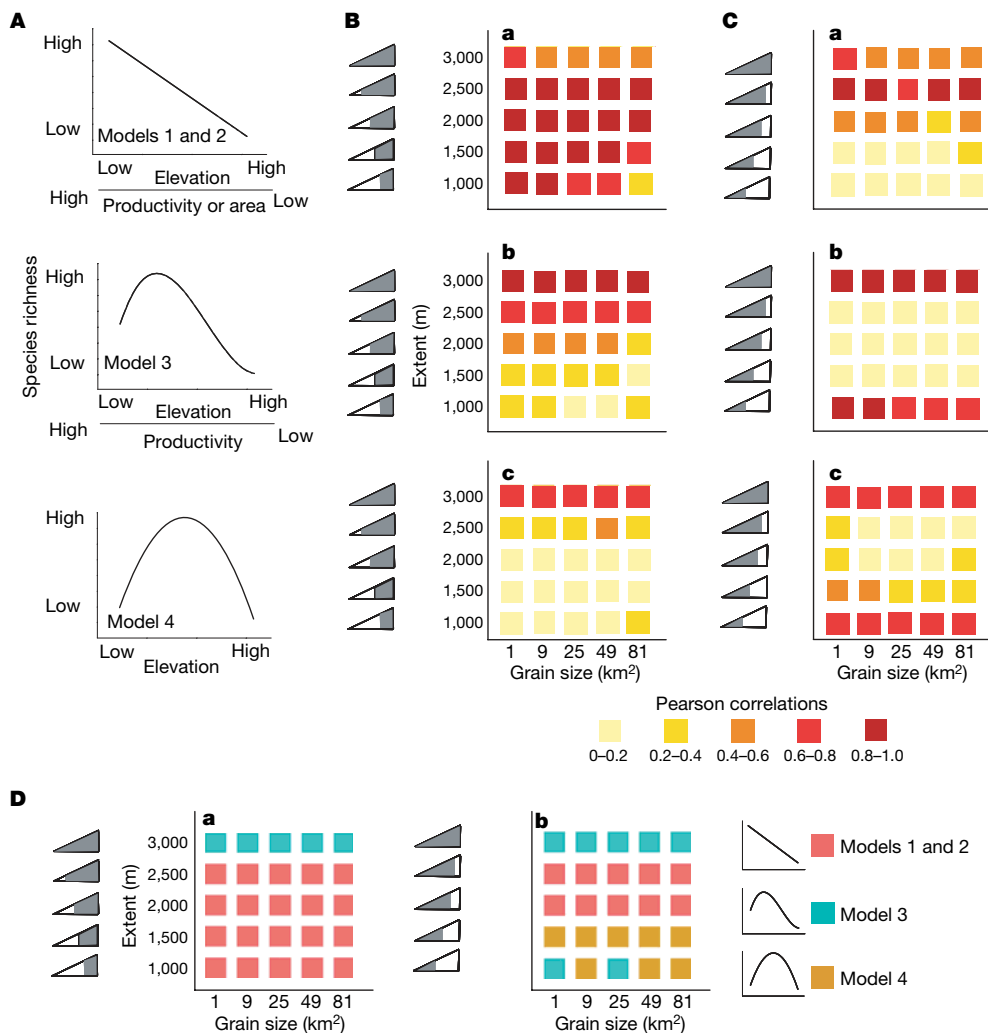 A
High
Low
Models 1 and 2
Low
High
Elevation
High
Productivity or area
Low
Species richness
High
Low
Model 3
Low
High
Elevation
High
Productivity
Low
High
Low
Model 4
Low
High
Elevation
B
a
3,000
2,500
2,000
1,500
1,000
b
Extent (m)
3,000
2,500
2,000
1,500
1,000
c
3,000
2,500
2,000
1,500
1,000
1 9 25 49 81
Grain size (km²)
C
a
b
c
1 9 25 49 81
Grain size (km²)
Pearson correlations
0–0.2 0.2–0.4 0.4–0.6 0.6–0.8 0.8–1.0
D
a
Extent (m)
3,000
2,500
2,000
1,500
1,000
1 9 25 49 81
Grain size (km²)
b
1 9 25 49 81
Grain size (km²)
Models 1 and 2
Model 3
Model 4